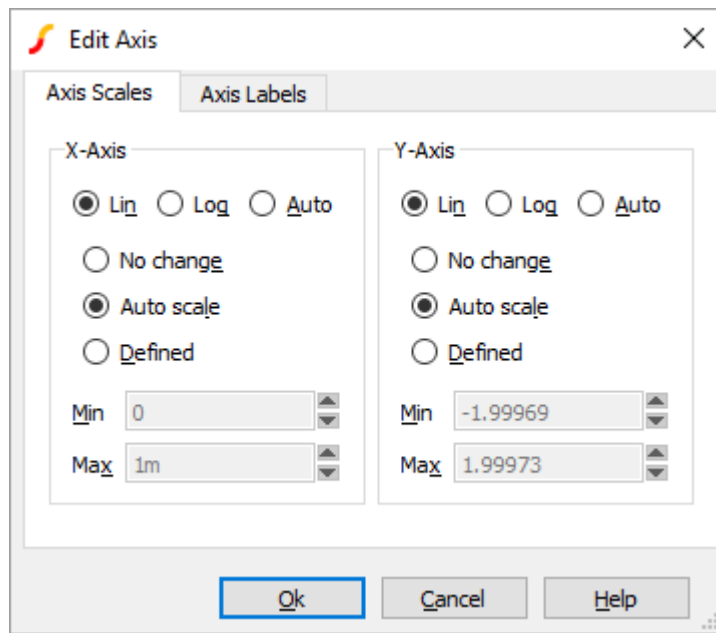 Edit Axis
Axis Scales Axis Labels
X-Axis
Lin Log Auto
No change
Auto scale
Defined
Min 0
Max 1m
Y-Axis
Lin Log Auto
No change
Auto scale
Defined
Min -1.99969
Max 1.99973
Ok Cancel Help